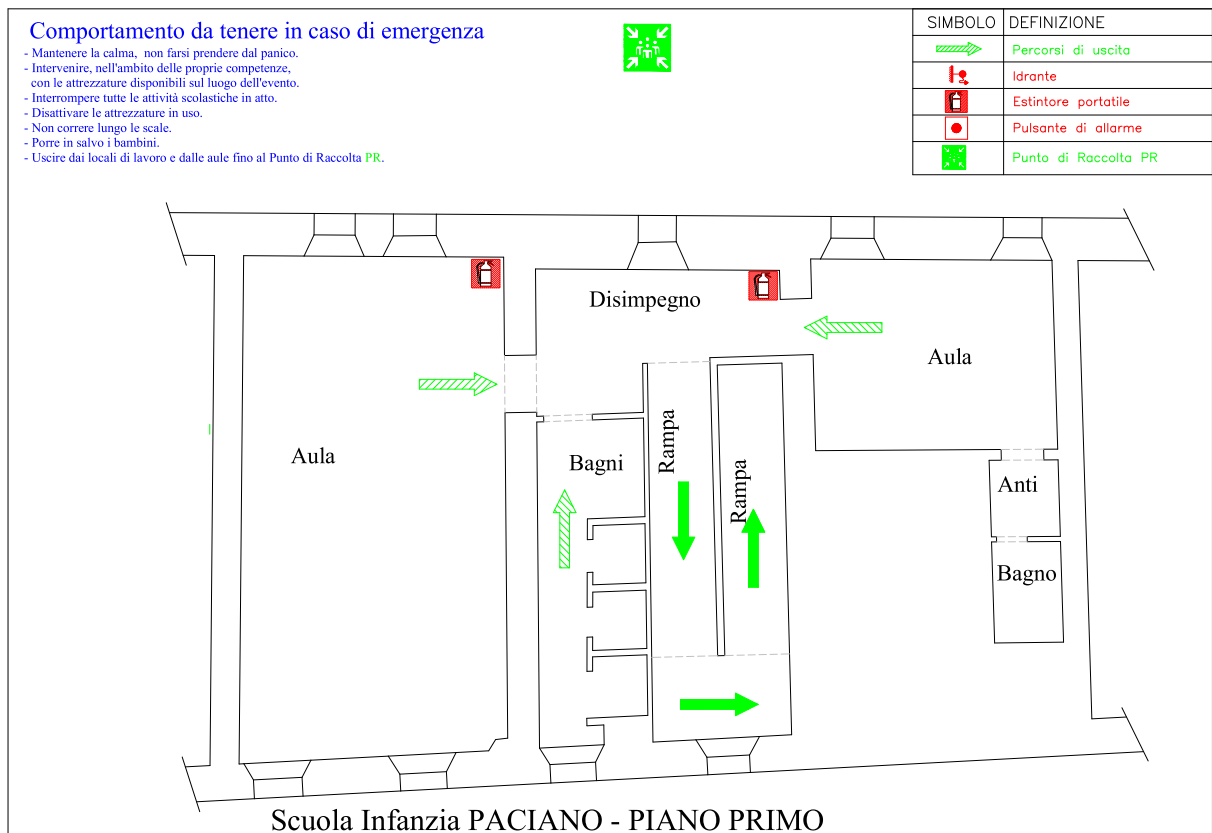 Comportamento da tenere in caso di emergenza
- Mantenere la calma, non farsi prendere dal panico.
- Intervenire, nell'ambito delle proprie competenze,
con le attrezzature disponibili sul luogo dell'evento.
- Interrompere tutte le attività scolastiche in atto.
- Disattivare le attrezzature in uso.
- Non correre lungo le scale.
- Porre in salvo i bambini.
- Uscire dai locali di lavoro e dalle aule fino al Punto di Raccolta PR.
SIMBOLO DEFINIZIONE
Percorsi di uscita
Idrante
Estintore portatile
Pulsante di allarme
Punto di Raccolta PR
Disimpegno
Aula
Aula
Bagni
Rampa
Rampa
Anti
Bagno
Scuola Infanzia PACIANO - PIANO PRIMO